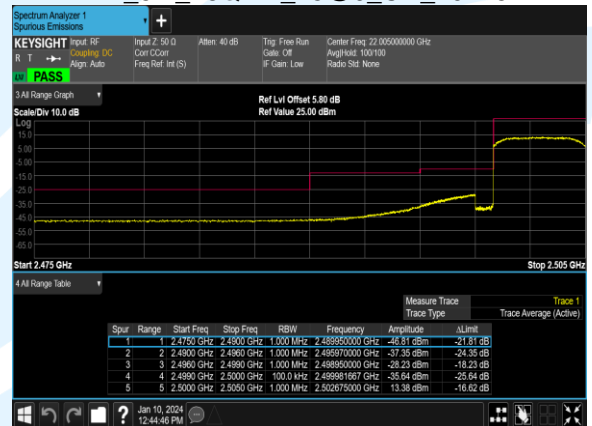 Spectrum Analyzer 1
Spurious Emissions
+
KEYSIGHT Input: RF Input Z: 50 Ω Atten: 40 dB Trig: Free Run Center Freq: 22.005000000 GHz
R T Coupling: DC Corr CCorr Gate: Off Avg|Hold: 100/100
Align: Auto Freq Ref: Int (S) IF Gain: Low Radio Std: None
PASS
3 All Range Graph
Ref Lvl Offset 5.80 dB
Scale/Div 10.0 dB Ref Value 25.00 dBm
Log
15.0
5.00
-5.00
-15.0
-25.0
-35.0
-45.0
-55.0
-65.0
Start 2.475 GHz Stop 2.505 GHz
4 All Range Table
Measure Trace Trace 1
Trace Type Trace Average (Active)
Spur Range Start Freq Stop Freq RBW Frequency Amplitude ΔLimit
1 1 2.4750 GHz 2.4900 GHz 1.000 MHz 2.489950000 GHz -46.81 dBm -21.81 dB
2 2 2.4900 GHz 2.4960 GHz 1.000 MHz 2.495970000 GHz -37.35 dBm -24.35 dB
3 3 2.4960 GHz 2.4990 GHz 1.000 MHz 2.498950000 GHz -28.23 dBm -18.23 dB
4 4 2.4990 GHz 2.5000 GHz 100.0 kHz 2.499981667 GHz -35.64 dBm -25.64 dB
5 5 2.5000 GHz 2.5050 GHz 1.000 MHz 2.502675000 GHz 13.38 dBm -16.62 dB
? Jan 10, 2024
12:44:46 PM